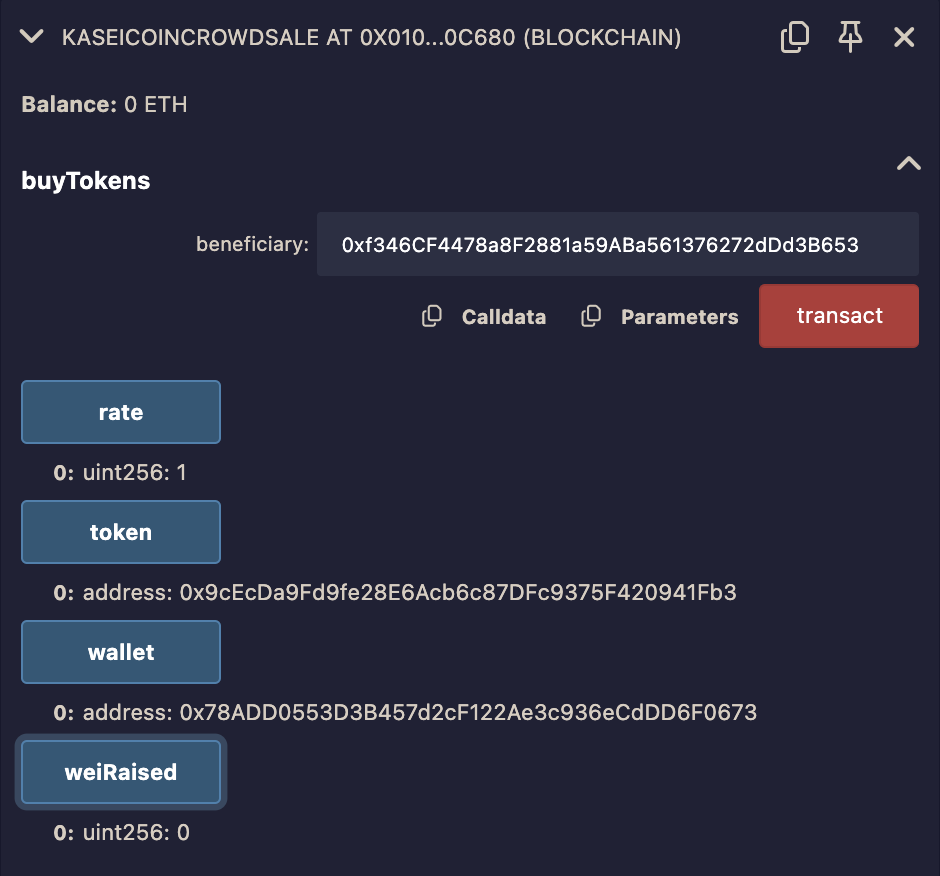 KASEICOINCROWDSALE AT 0X010...0C680 (BLOCKCHAIN)
Balance: 0 ETH
buyTokens
beneficiary: 0xf346CF4478a8F2881a59ABa561376272dDd3B653
Calldata Parameters transact
rate
0: uint256: 1
token
0: address: 0x9cEcDa9Fd9fe28E6Acb6c87DFc9375F420941Fb3
wallet
0: address: 0x78ADD0553D3B457d2cF122Ae3c936eCdDD6F0673
weiRaised
0: uint256: 0